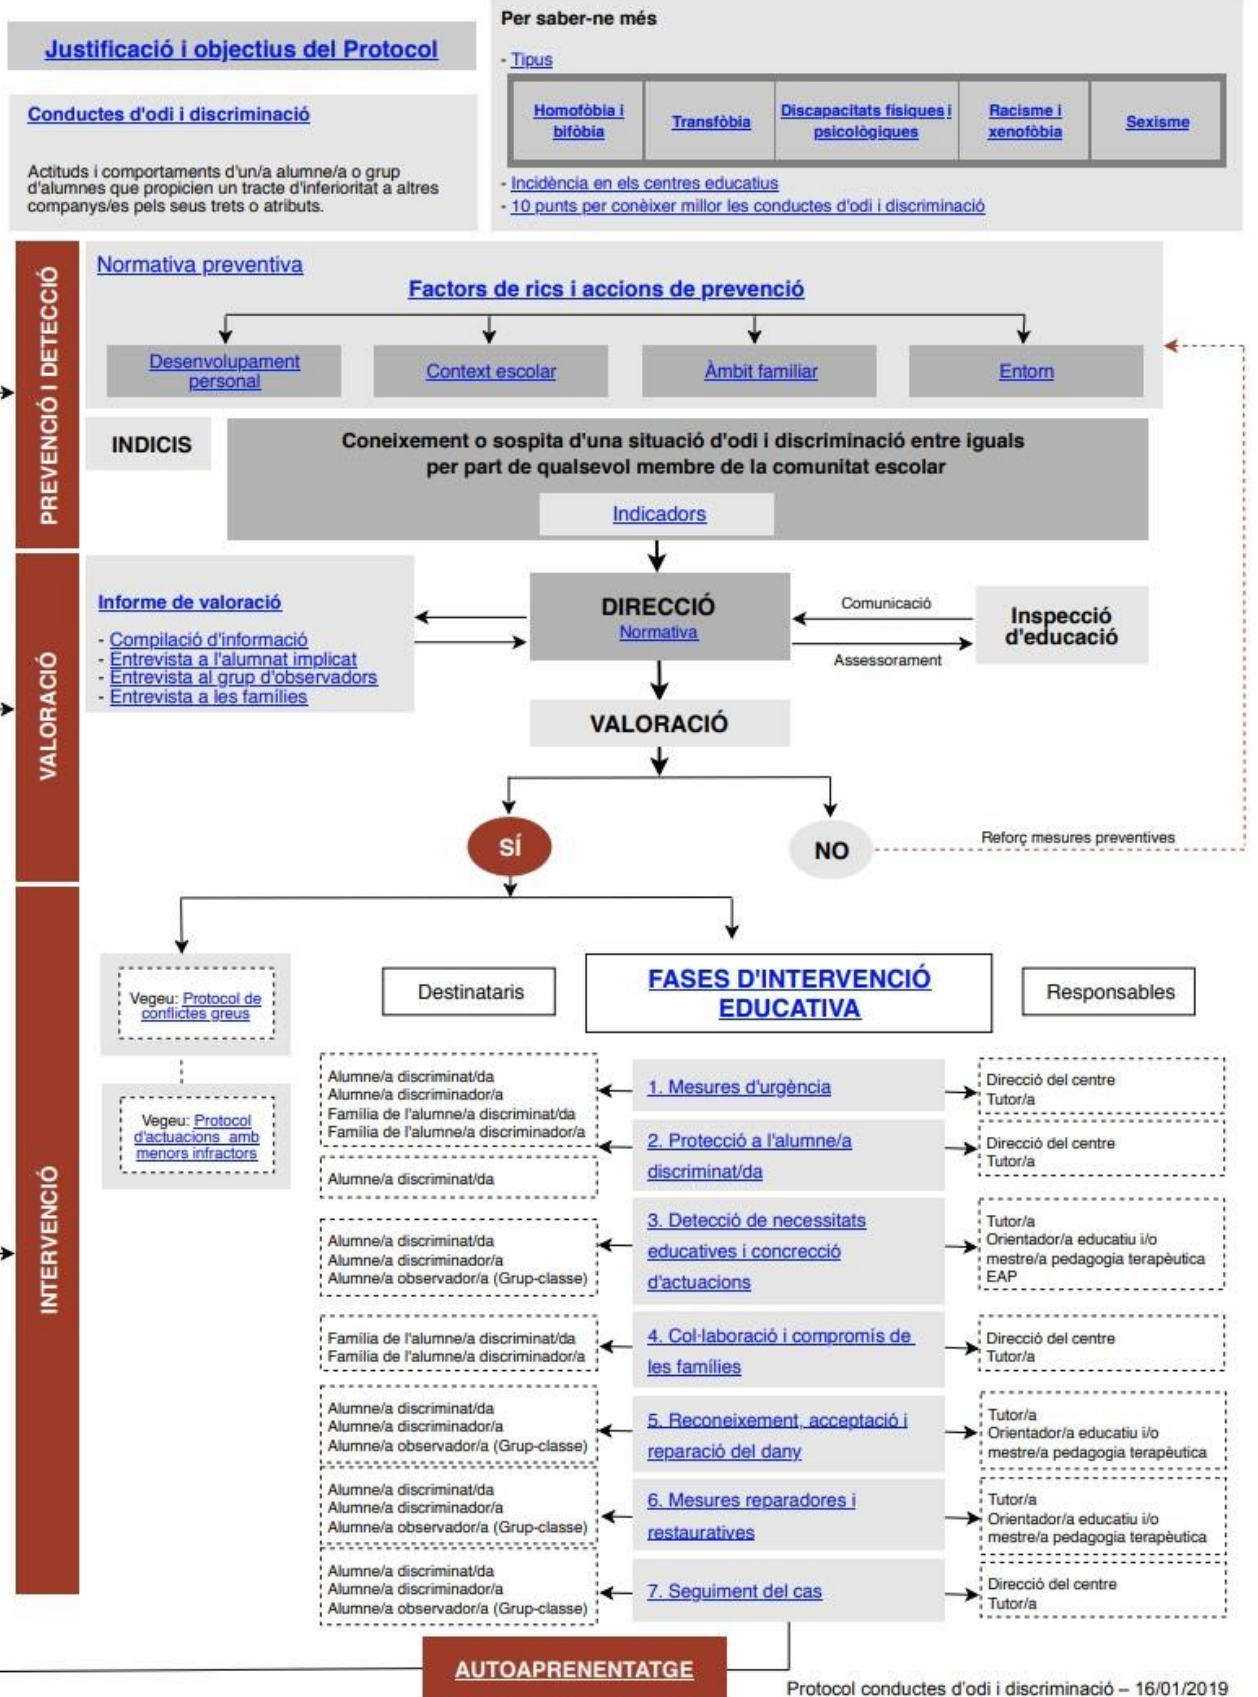 Justificació i objectius del Protocol
Conductes d'odi i discriminació
Actituds i comportaments d'un/a alumne/a o grup
d'alumnes que propicien un tracte d'inferioritat a altres
companys/es pels seus trets o atributs.
Per saber-ne més
- Tipus
Homofòbia i
bifòbia
Transfòbia
Discapacitats físiques i
psicològiques
Racisme i
xenofòbia
Sexisme
- Incidència en els centres educatius
- 10 punts per conèixer millor les conductes d'odi i discriminació
PREVENCIÓ I DETECCIÓ
Normativa preventiva
Factors de rics i accions de prevenció
Desenvolupament
personal
Context escolar
Àmbit familiar
Entorn
INDICIS
Coneixement o sospita d'una situació d'odi i discriminació entre iguals
per part de qualsevol membre de la comunitat escolar
Indicadors
VALORACIÓ
Informe de valoració
- Compilació d'informació
- Entrevista a l'alumnat implicat
- Entrevista al grup d'observadors
- Entrevista a les famílies
DIRECCIÓ
Normativa
Comunicació
Assessorament
Inspecció
d'educació
VALORACIÓ
SÍ
NO
Reforç mesures preventives
INTERVENCIÓ
Vegeu: Protocol de
conflictes greus
Vegeu: Protocol
d'actuacions amb
menors infractors
Destinataris
FASES D'INTERVENCIÓ
EDUCATIVA
Responsables
Alumne/a discriminat/da
Alumne/a discriminador/a
Família de l'alumne/a discriminat/da
Família de l'alumne/a discriminador/a
1. Mesures d'urgència
Direcció del centre
Tutor/a
Alumne/a discriminat/da
2. Protecció a l'alumne/a
discriminat/da
Direcció del centre
Tutor/a
Alumne/a discriminat/da
Alumne/a discriminador/a
Alumne/a observador/a (Grup-classe)
3. Detecció de necessitats
educatives i concrecció
d'actuacions
Tutor/a
Orientador/a educatiu i/o
mestre/a pedagogia terapèutica
EAP
Família de l'alumne/a discriminat/da
Família de l'alumne/a discriminador/a
4. Col·laboració i compromís de
les famílies
Direcció del centre
Tutor/a
Alumne/a discriminat/da
Alumne/a discriminador/a
Alumne/a observador/a (Grup-classe)
5. Reconeixement, acceptació i
reparació del dany
Tutor/a
Orientador/a educatiu i/o
mestre/a pedagogia terapèutica
Alumne/a discriminat/da
Alumne/a discriminador/a
Alumne/a observador/a (Grup-classe)
6. Mesures reparadores i
restauratives
Tutor/a
Orientador/a educatiu i/o
mestre/a pedagogia terapèutica
Alumne/a discriminat/da
Alumne/a discriminador/a
Alumne/a observador/a (Grup-classe)
7. Seguiment del cas
Direcció del centre
Tutor/a
AUTOAPRENENTATGE
Protocol conductes d'odi i discriminació – 16/01/2019